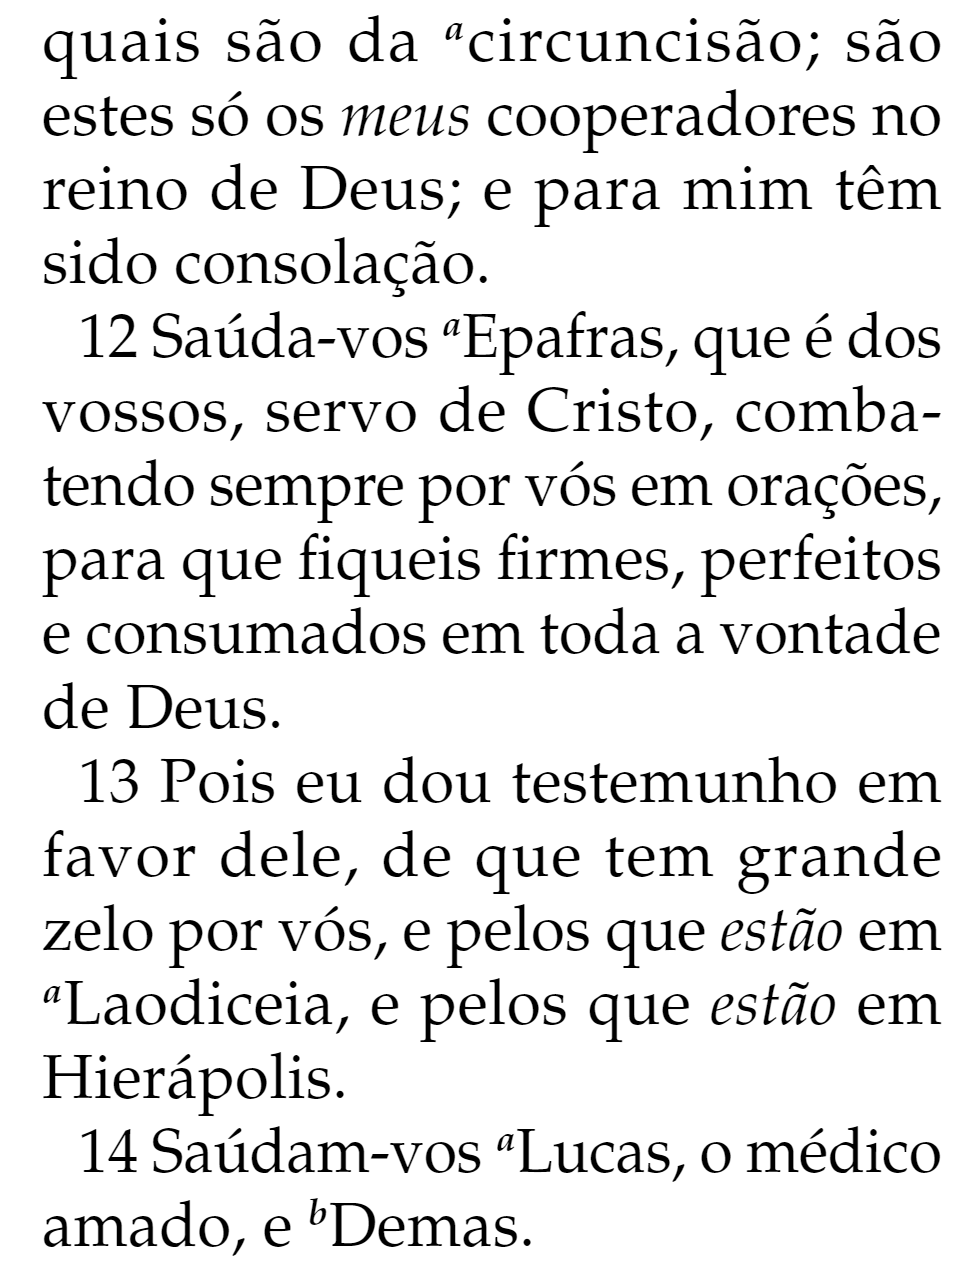 quais são da ᵃcircuncisão; são
estes só os meus cooperadores no
reino de Deus; e para mim têm
sido consolação.
12 Saúda-vos ᵃEpafras, que é dos
vossos, servo de Cristo, comba-
tendo sempre por vós em orações,
para que fiqueis firmes, perfeitos
e consumados em toda a vontade
de Deus.
13 Pois eu dou testemunho em
favor dele, de que tem grande
zelo por vós, e pelos que estão em
ᵃLaodiceia, e pelos que estão em
Hierápolis.
14 Saúdam-vos ᵃLucas, o médico
amado, e ᵇDemas.